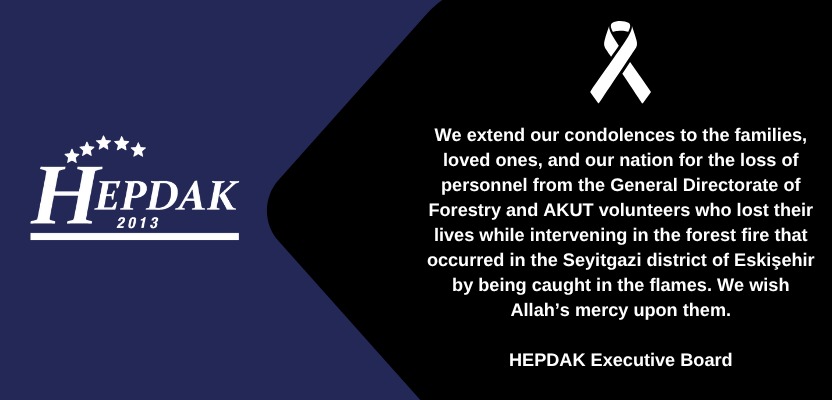 HEPDAK
2013
We extend our condolences to the families,
loved ones, and our nation for the loss of
personnel from the General Directorate of
Forestry and AKUT volunteers who lost their
lives while intervening in the forest fire that
occurred in the Seyitgazi district of Eskişehir
by being caught in the flames. We wish
Allah’s mercy upon them.
HEPDAK Executive Board